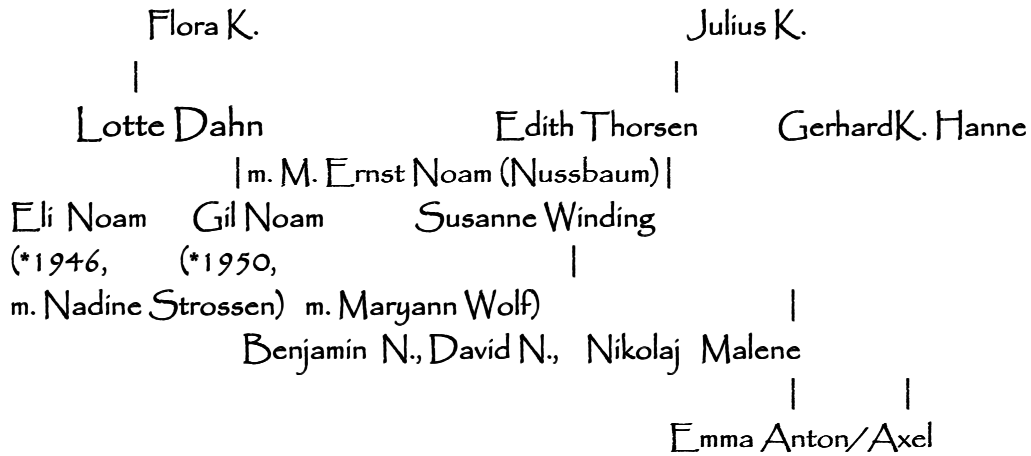 Flora K. Julius K.
| |
Lotte Dahn Edith Thorsen GerhardK. Hanne
|m. M. Ernst Noam (Nussbaum)|
Eli Noam Gil Noam Susanne Winding
(*1946, (*1950, |
m. Nadine Strossen) m. Maryann Wolf) |
Benjamin N., David N., Nikolaj Malene
| |
Emma Anton/Axel